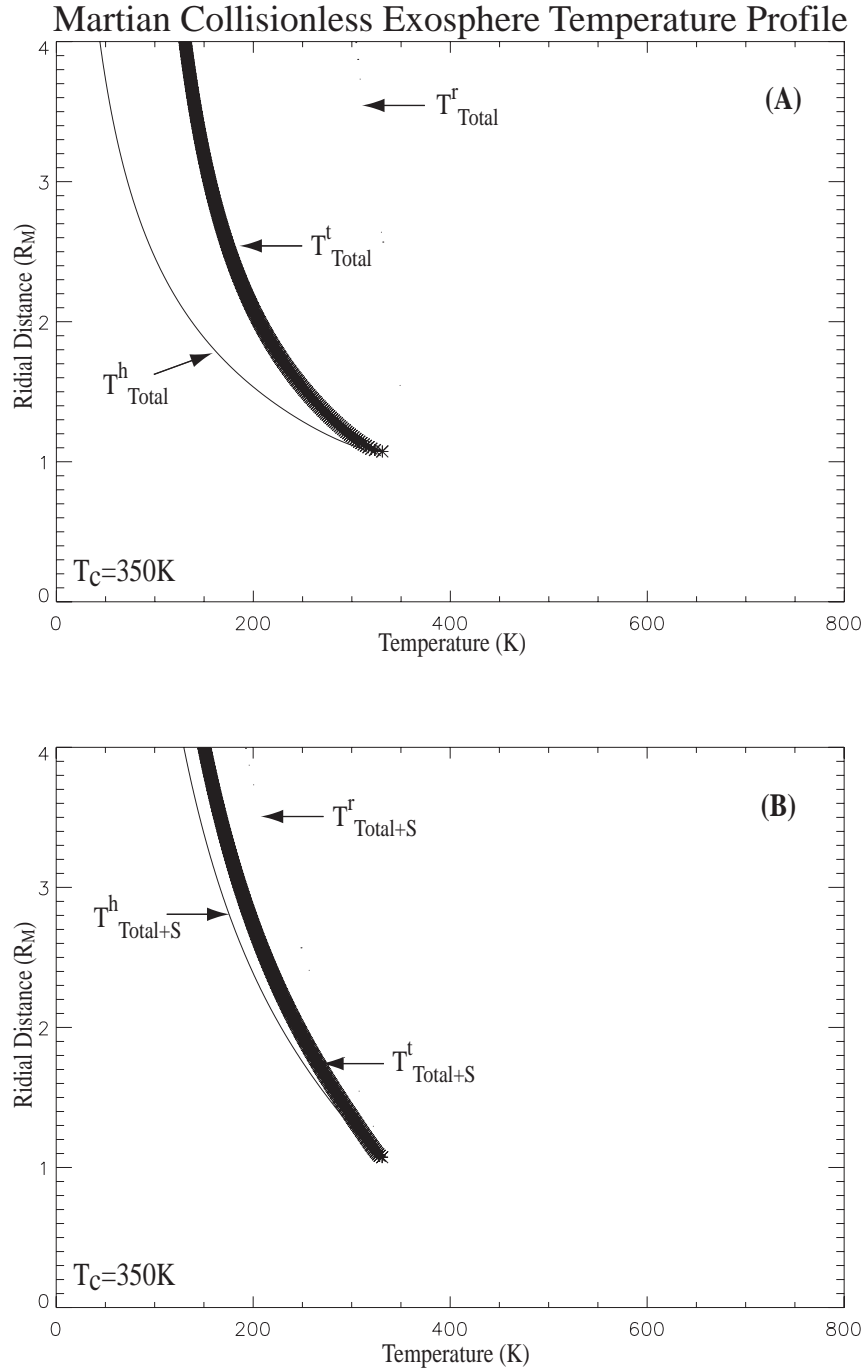 Martian Collisionless Exosphere Temperature Profile
4
(A)
T^r_Total
3
T^t_Total
Ridial Distance (R_M)
2
T^h_Total
1
T_C=350K
0
0 200 400 600 800
Temperature (K)
4
(B)
T^r_Total+S
3
T^h_Total+S
Ridial Distance (R_M)
2
T^t_Total+S
1
T_C=350K
0
0 200 400 600 800
Temperature (K)